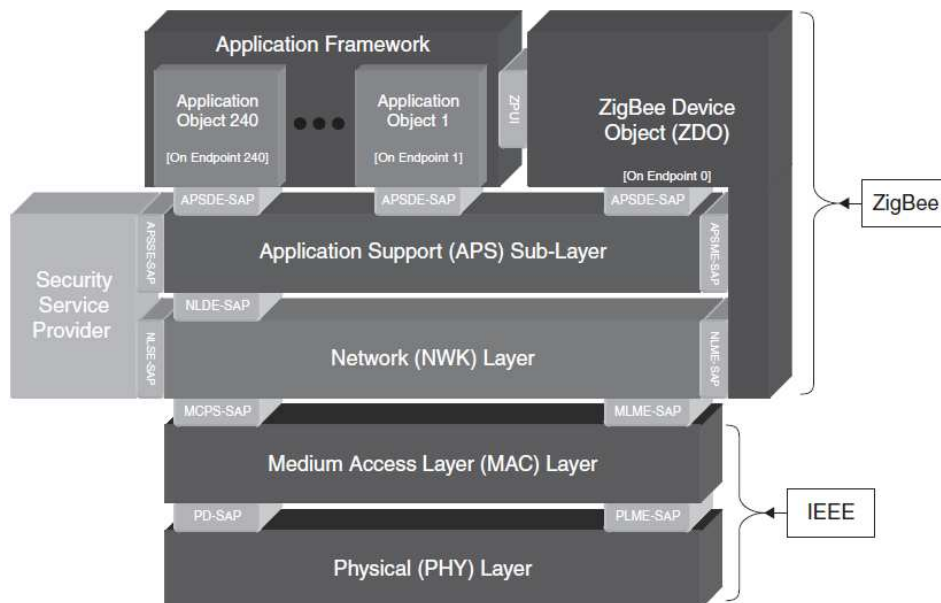 Application Framework
Application
Object 240
[On Endpoint 240]
Application
Object 1
[On Endpoint 1]
ZPUI
ZigBee Device
Object (ZDO)
[On Endpoint 0]
ZigBee
APSDE-SAP
APSDE-SAP
APSDE-SAP
Security
Service
Provider
APSSE-SAP
Application Support (APS) Sub-Layer
APSME-SAP
NLDE-SAP
NLSE-SAP
Network (NWK) Layer
NLME-SAP
MCPS-SAP
MLME-SAP
Medium Access Layer (MAC) Layer
IEEE
PD-SAP
PLME-SAP
Physical (PHY) Layer